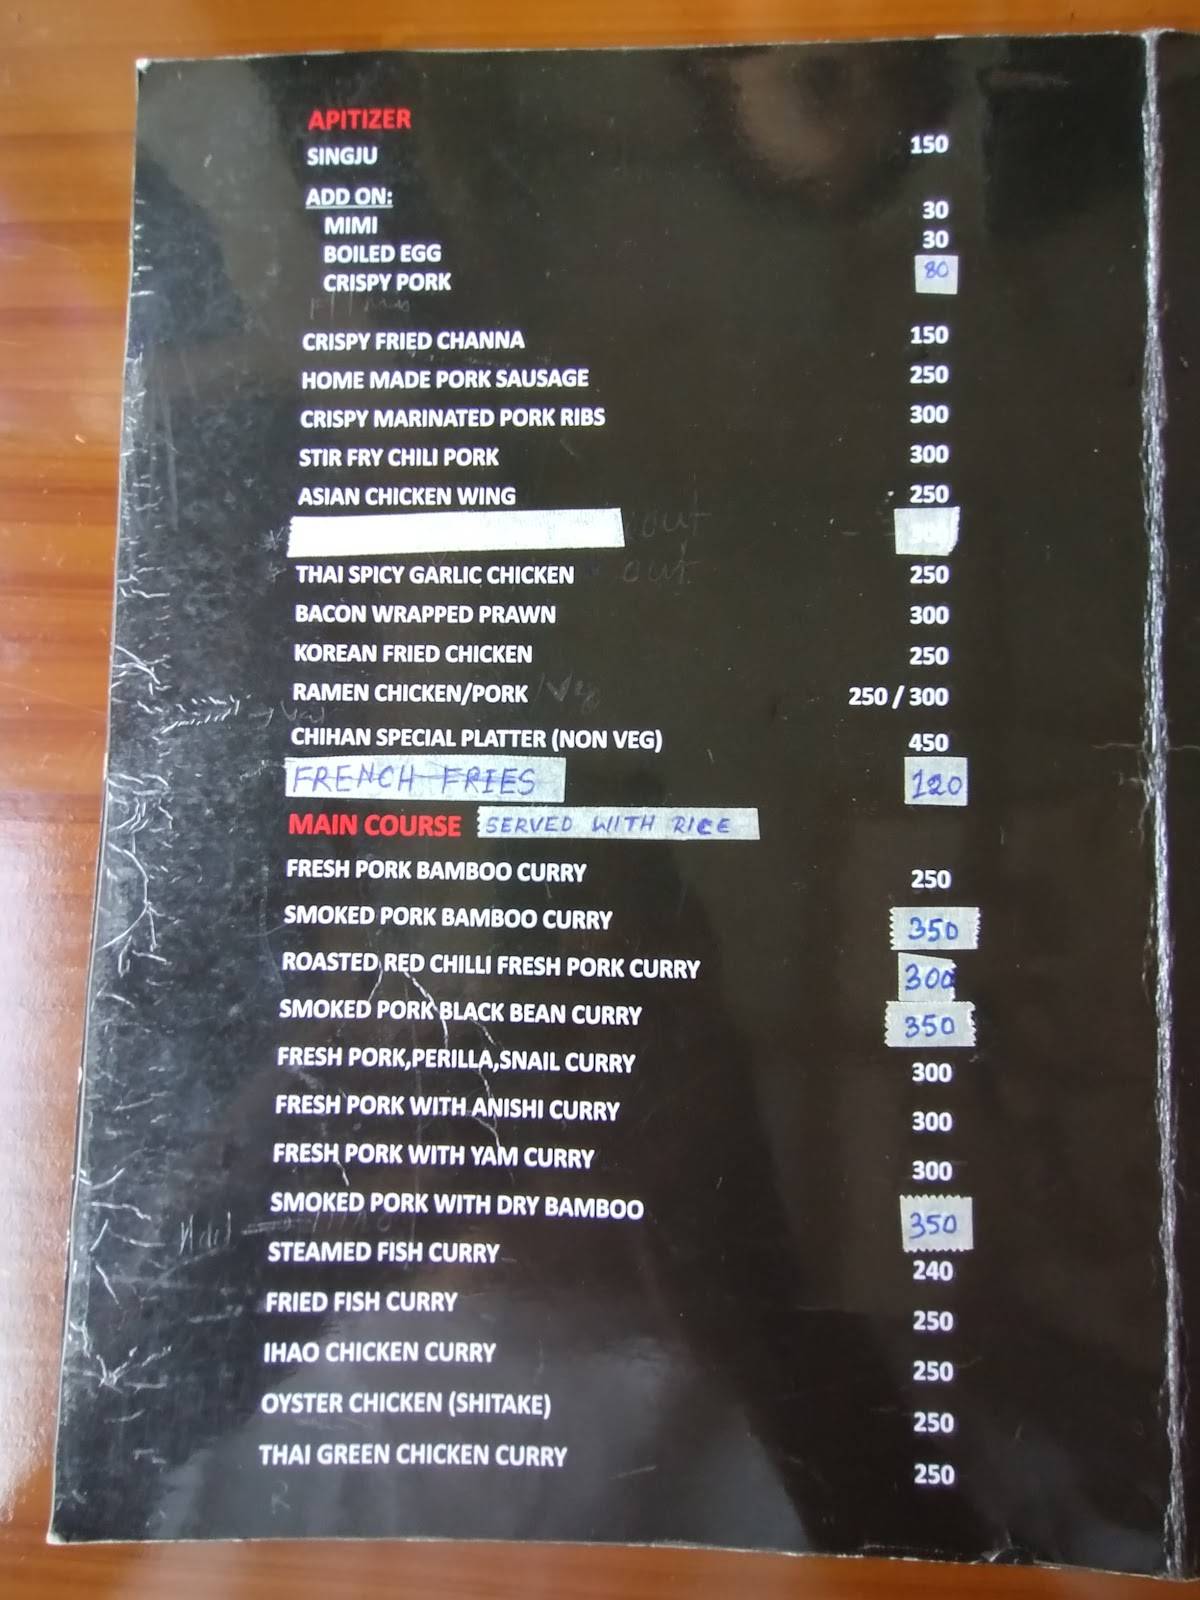 APITIZER
SINGJU 150
ADD ON:
MIMI 30
BOILED EGG 30
CRISPY PORK 80
CRISPY FRIED CHANNA 150
HOME MADE PORK SAUSAGE 250
CRISPY MARINATED PORK RIBS 300
STIR FRY CHILI PORK 300
ASIAN CHICKEN WING 250
out
THAI SPICY GARLIC CHICKEN out 250
BACON WRAPPED PRAWN 300
KOREAN FRIED CHICKEN 250
RAMEN CHICKEN/PORK /Veg 250 / 300
CHIHAN SPECIAL PLATTER (NON VEG) 450
FRENCH FRIES 120
MAIN COURSE SERVED WITH RICE
FRESH PORK BAMBOO CURRY 250
SMOKED PORK BAMBOO CURRY 350
ROASTED RED CHILLI FRESH PORK CURRY 300
SMOKED PORK BLACK BEAN CURRY 350
FRESH PORK,PERILLA,SNAIL CURRY 300
FRESH PORK WITH ANISHI CURRY 300
FRESH PORK WITH YAM CURRY 300
SMOKED PORK WITH DRY BAMBOO 350
STEAMED FISH CURRY 240
FRIED FISH CURRY 250
IHAO CHICKEN CURRY 250
OYSTER CHICKEN (SHITAKE) 250
THAI GREEN CHICKEN CURRY 250